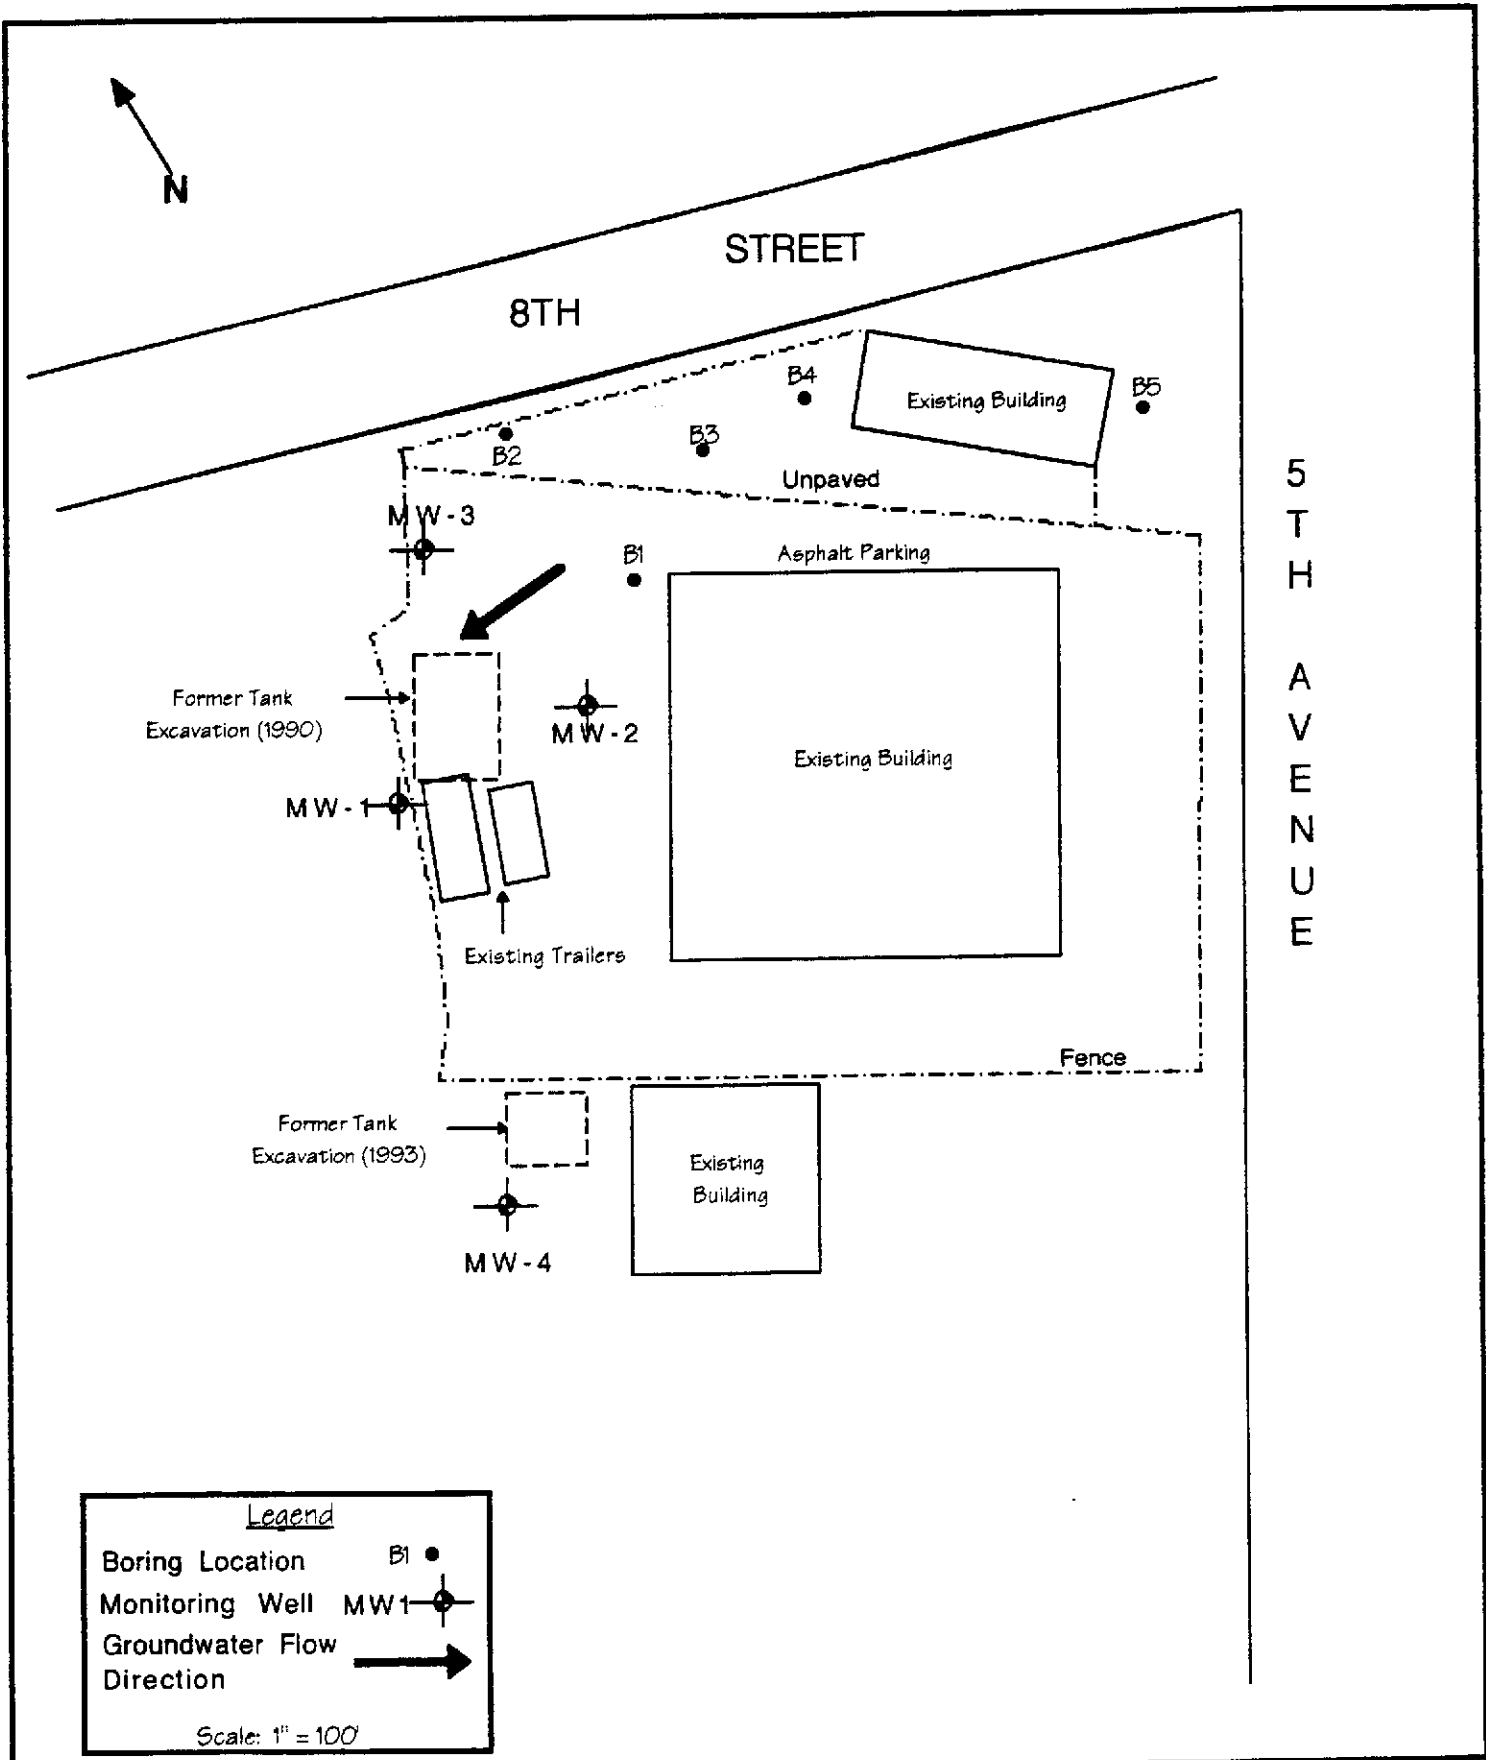 N
STREET
8TH
B4
Existing Building
B5
B2
B3
Unpaved
5TH AVENUE
MW-3
B1
Asphalt Parking
Former Tank
Excavation (1990)
MW-2
Existing Building
MW-1
Existing Trailers
Fence
Former Tank
Excavation (1993)
Existing
Building
MW-4
Legend
Boring Location B1
Monitoring Well MW1
Groundwater Flow
Direction
Scale: 1" = 100'